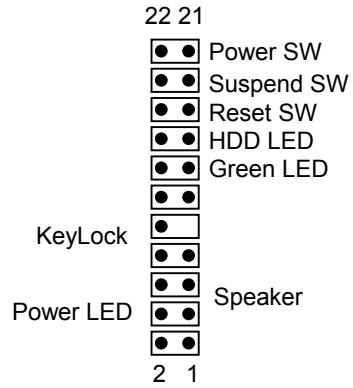 22 21
Power SW
Suspend SW
Reset SW
HDD LED
Green LED
KeyLock
Speaker
Power LED
2 1